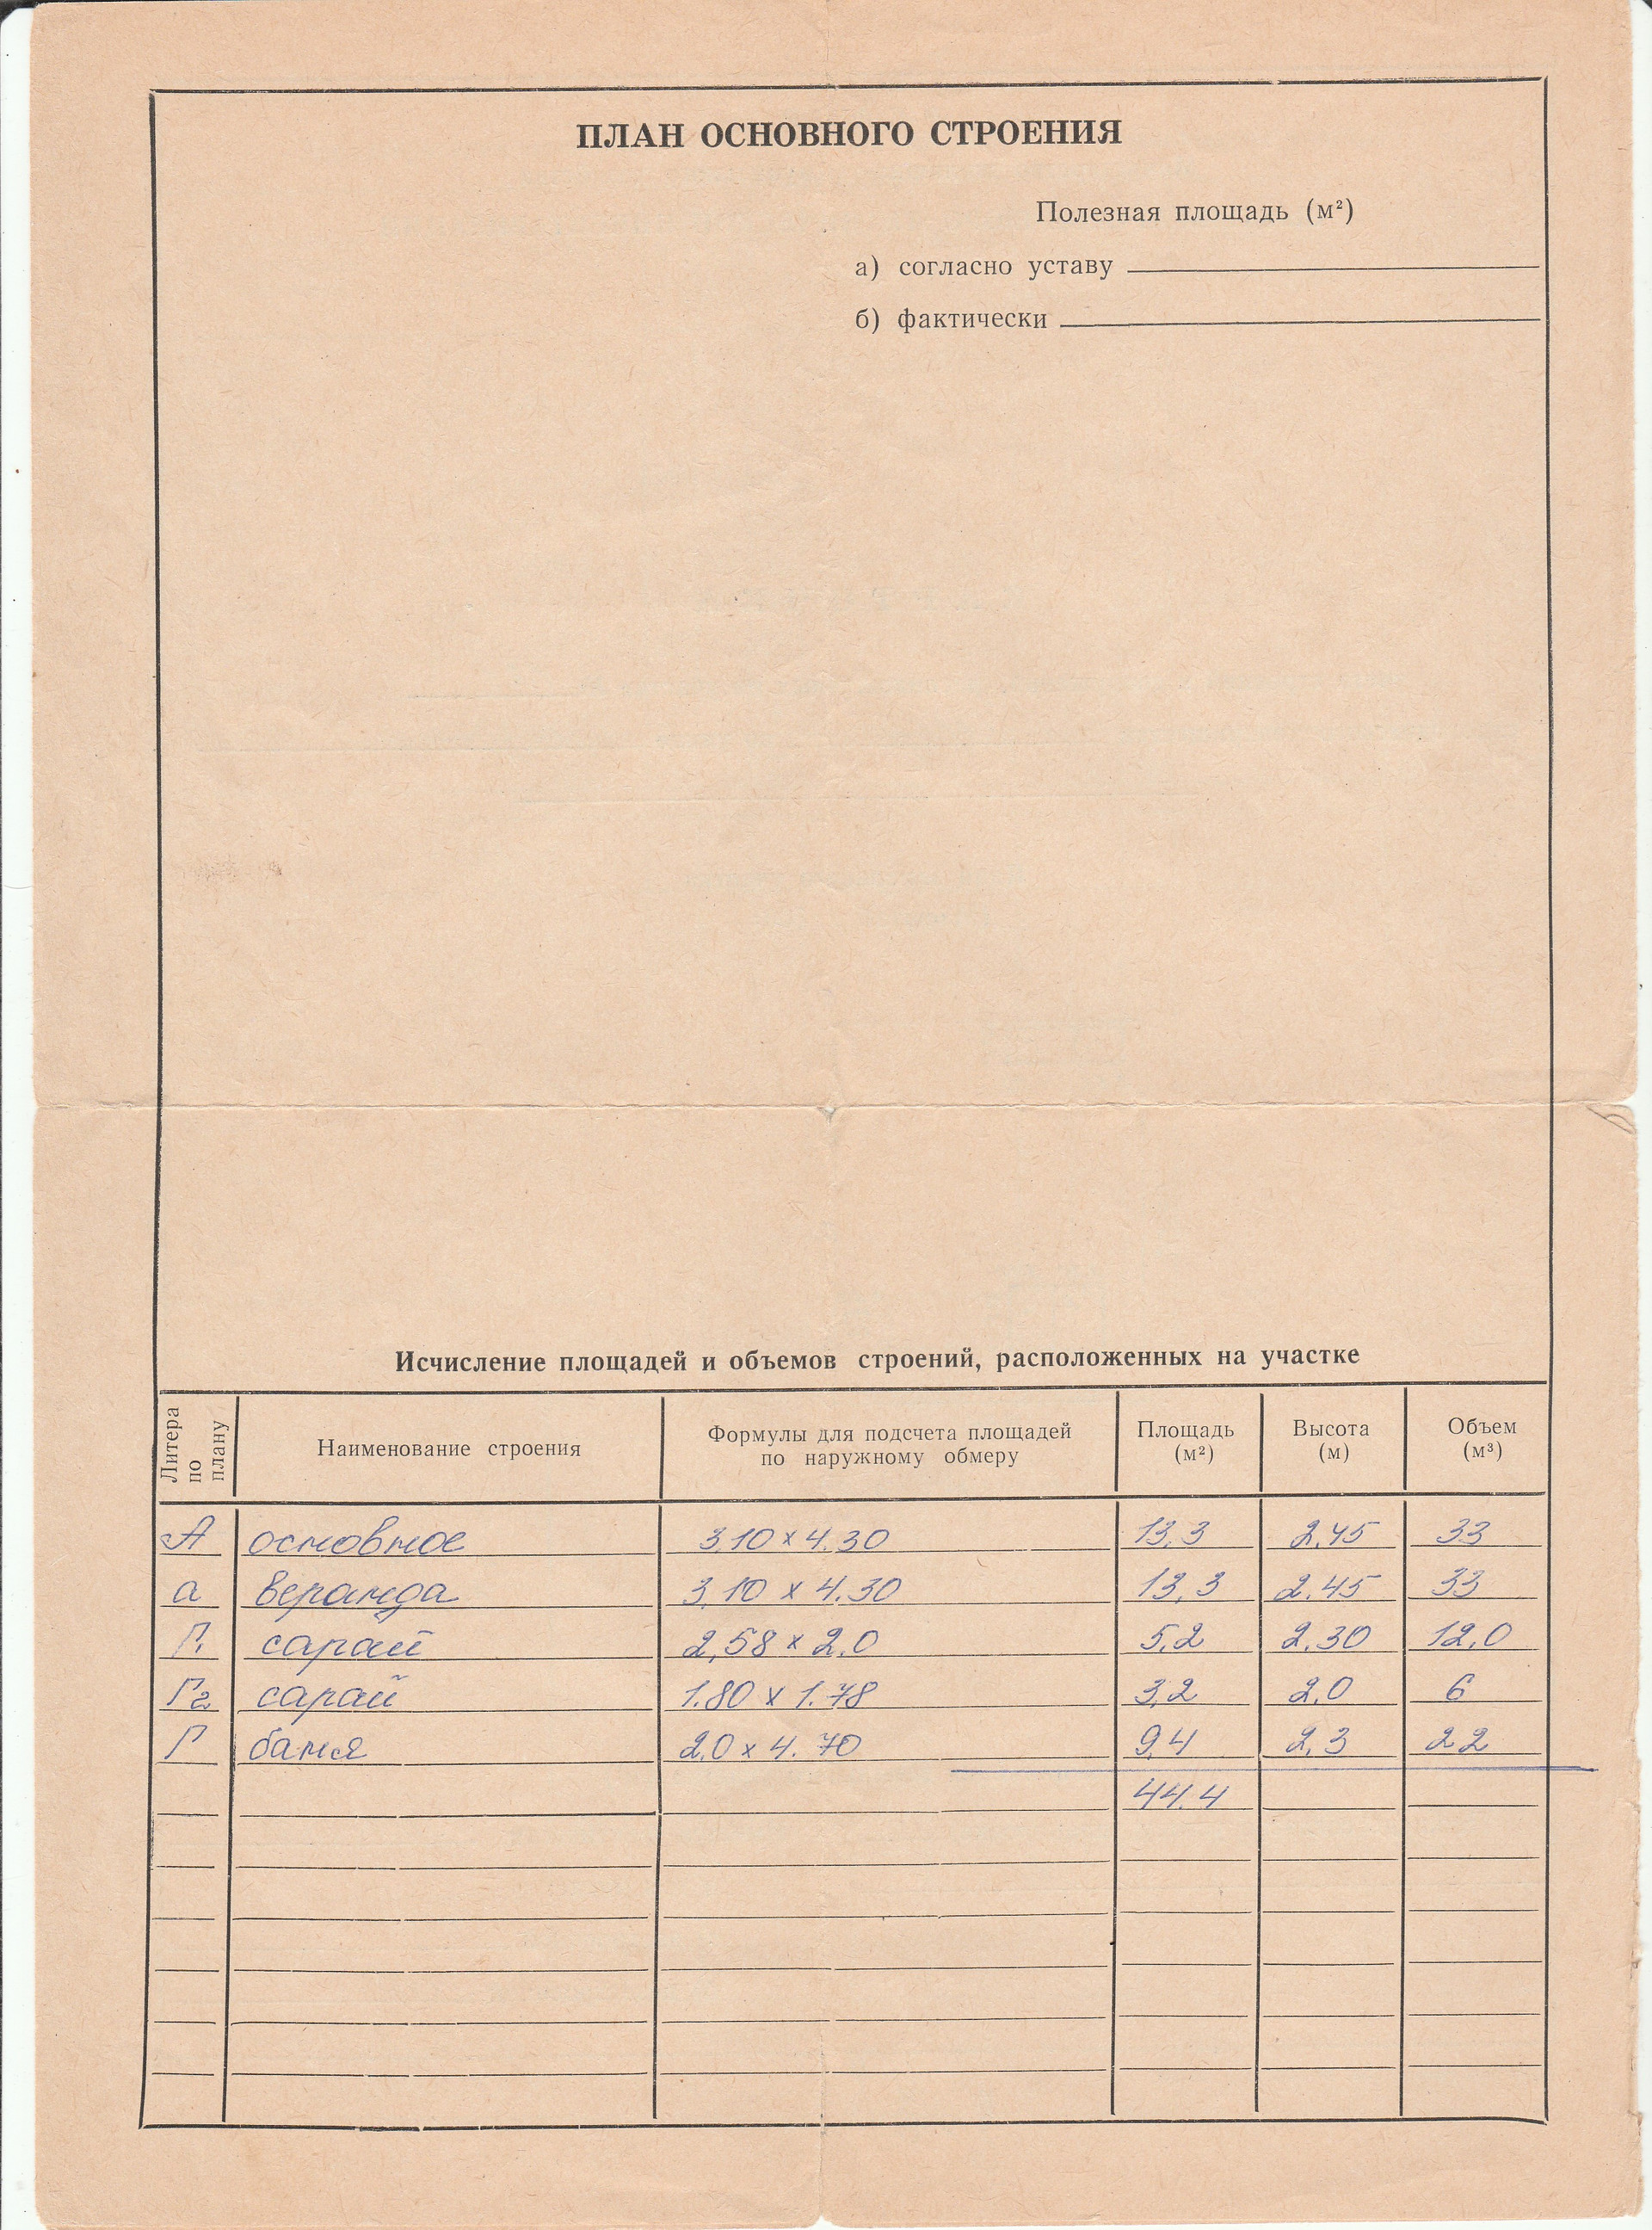 ПЛАН ОСНОВНОГО СТРОЕНИЯ
Полезная площадь (м²)
а) согласно уставу
б) фактически
Исчисление площадей и объемов строений, расположенных на участке
Литера по плану Наименование строения Формулы для подсчета площадей по наружному обмеру Площадь (м²) Высота (м) Объем (м³)
А основное 3,10 x 4.30 13,3 2,45 33
а веранда 3,10 x 4.30 13,3 2.45 33
Г1 сарай 2,58 x 2.0 5,2 2,30 12,0
Г2 сарай 1.80 x 1.78 3,2 2,0 6
Г баня 2,0 x 4.70 9,4 2,3 22
44.4